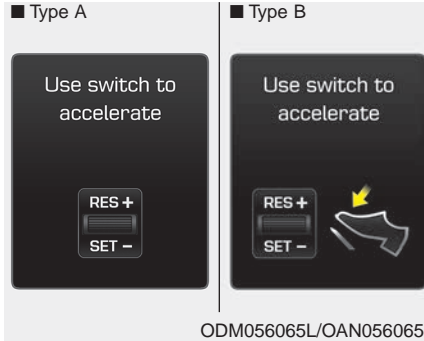 ■ Type A
Use switch to
accelerate
RES +
SET −
■ Type B
Use switch to
accelerate
RES +
SET −
ODM056065L/OAN056065